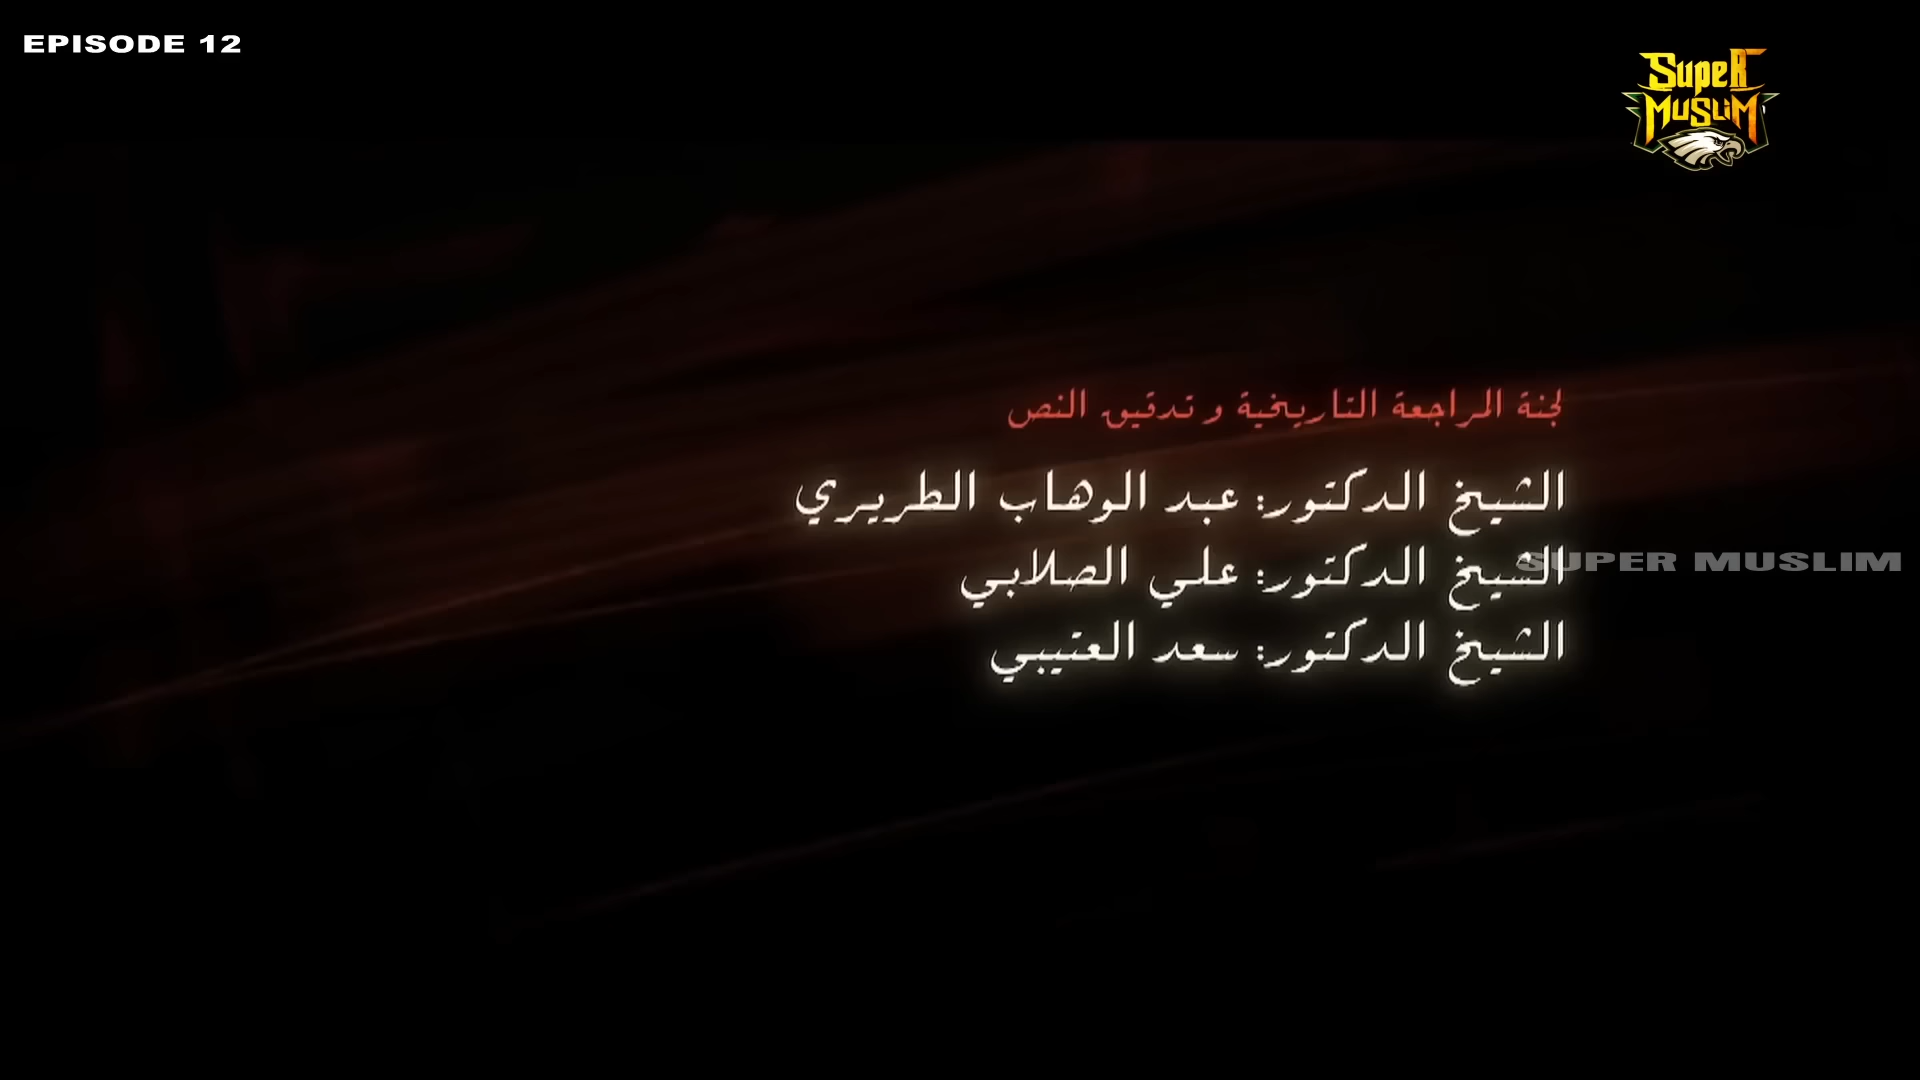 EPISODE 12
SUPER
MUSLIM
لجنة المراجعة التاريخية و تدقيق النص
الشيخ الدكتور: عبد الوهاب الطريري
الشيخ الدكتور: علي الصلابي
SUPER MUSLIM
الشيخ الدكتور: سعد العتيبي